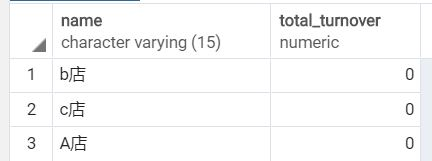 name total_turnover
character varying (15) numeric
1 b店 0
2 c店 0
3 A店 0